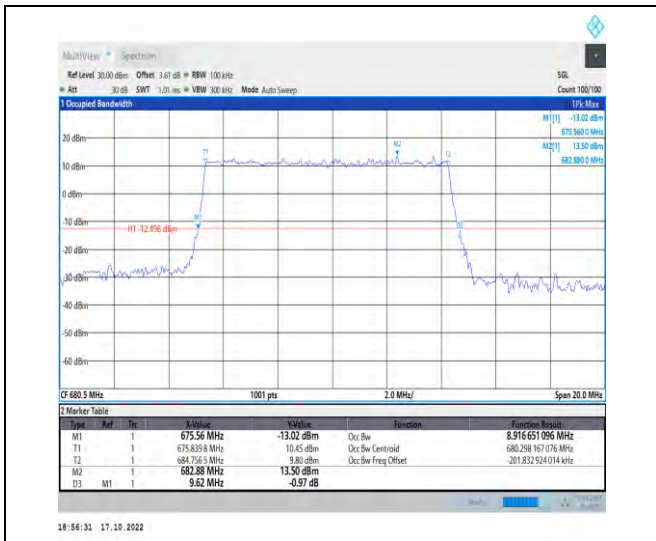 MultiView Spectrum
Ref Level 30.00 dBm Offset 3.61 dB RBW 100 kHz SGL
Att 30 dB SWT 1.01 ms VBW 300 kHz Mode Auto Sweep Count 100/100
1 Occupied Bandwidth 1Pk Max
M1[1] -13.02 dBm
675.560 0 MHz
M2[1] 13.50 dBm
682.880 0 MHz
20 dBm
T1 M2 T2
10 dBm
0 dBm
-10 dBm
M1
H1 -12.496 dBm
-20 dBm
-30 dBm
-40 dBm
-50 dBm
-60 dBm
CF 680.5 MHz 1001 pts 2.0 MHz/ Span 20.0 MHz
2 Marker Table
Type Ref Trc X-Value Y-Value Function Function Result
M1 1 675.56 MHz -13.02 dBm Occ Bw 8.916 651 096 MHz
T1 1 675.839 8 MHz 10.45 dBm Occ Bw Centroid 680.298 167 076 MHz
T2 1 684.756 5 MHz 9.80 dBm Occ Bw Freq Offset -201.832 924 014 kHz
M2 1 682.88 MHz 13.50 dBm
D3 M1 1 9.62 MHz -0.97 dB
18:56:31 17.10.2022